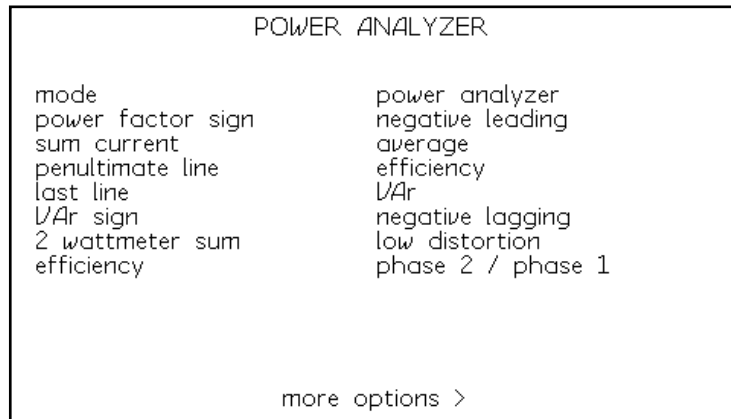 POWER ANALYZER
mode power analyzer
power factor sign negative leading
sum current average
penultimate line efficiency
last line VAr
VAr sign negative lagging
2 wattmeter sum low distortion
efficiency phase 2 / phase 1
more options >